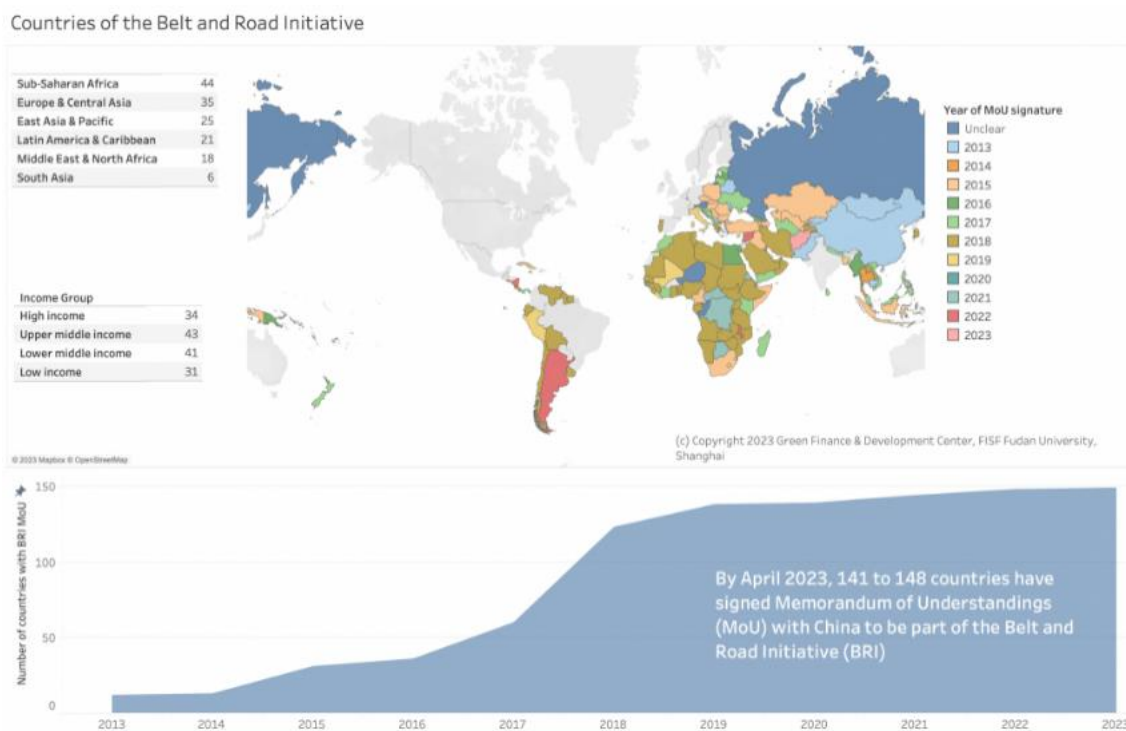 Countries of the Belt and Road Initiative
Sub-Saharan Africa 44
Europe & Central Asia 35
East Asia & Pacific 25
Latin America & Caribbean 21
Middle East & North Africa 18
South Asia 6
Income Group
High income 34
Upper middle income 43
Lower middle income 41
Low income 31
Year of MoU signature
Unclear
2013
2014
2015
2016
2017
2018
2019
2020
2021
2022
2023
(c) Copyright 2023 Green Finance & Development Center, FISF Fudan University,
Shanghai
© 2023 Mapbox © OpenStreetMap
Number of countries with BRI MoU
150
100
50
0
By April 2023, 141 to 148 countries have
signed Memorandum of Understandings
(MoU) with China to be part of the Belt and
Road Initiative (BRI)
2013 2014 2015 2016 2017 2018 2019 2020 2021 2022 2023